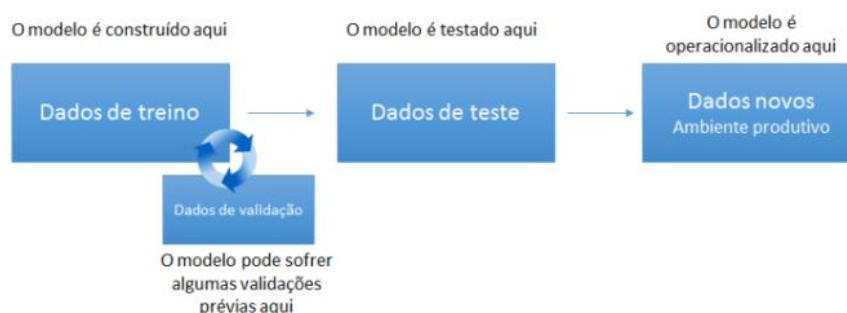 O modelo é construído aqui
Dados de treino
Dados de validação
O modelo pode sofrer
algumas validações
prévias aqui
O modelo é testado aqui
Dados de teste
O modelo é
operacionalizado aqui
Dados novos
Ambiente produtivo